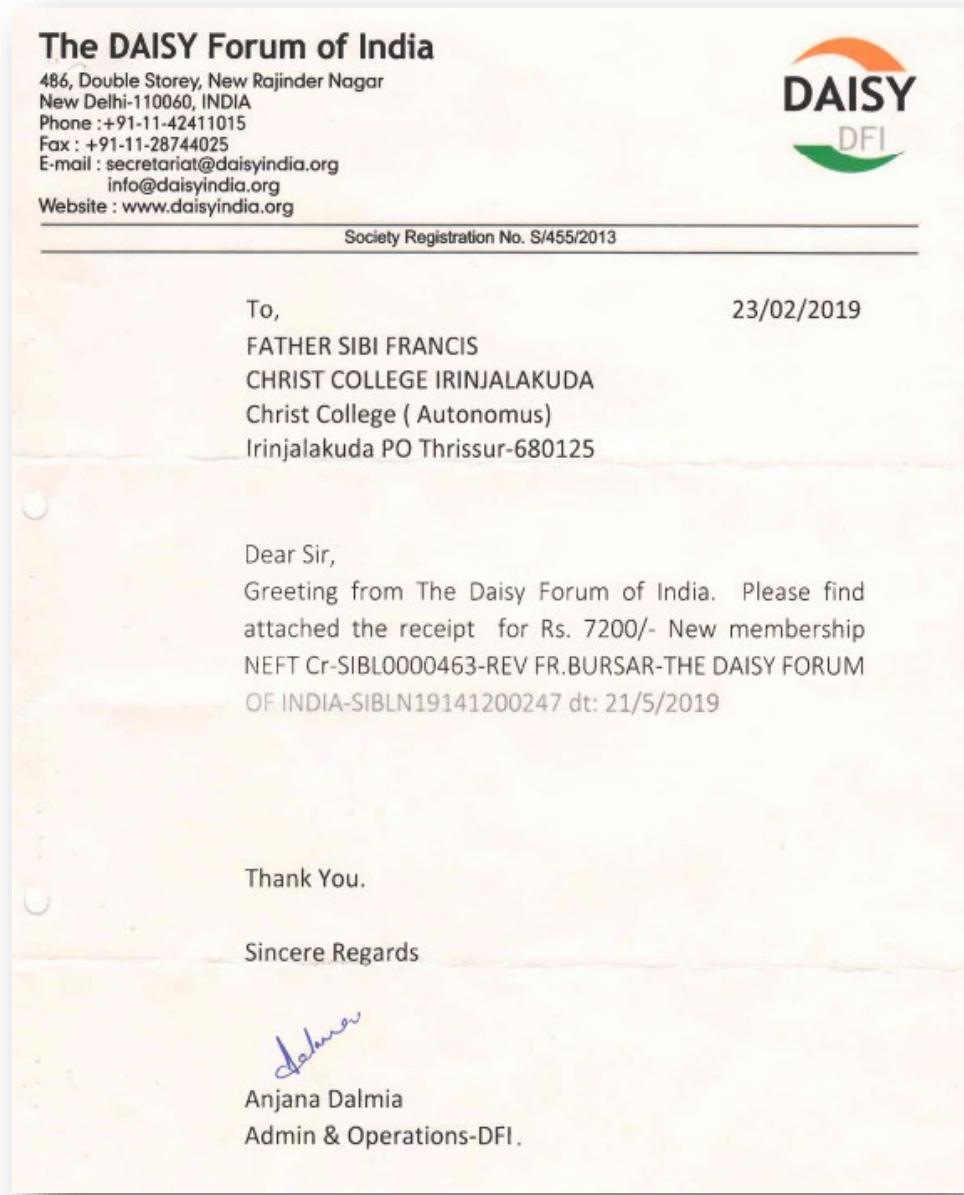 The DAISY Forum of India
486, Double Storey, New Rajinder Nagar
New Delhi-110060, INDIA
Phone :+91-11-42411015
Fax : +91-11-28744025
E-mail : secretariat@daisyindia.org
info@daisyindia.org
Website : www.daisyindia.org
DAISY
DFI
Society Registration No. S/455/2013
To, 23/02/2019
FATHER SIBI FRANCIS
CHRIST COLLEGE IRINJALAKUDA
Christ College ( Autonomus)
Irinjalakuda PO Thrissur-680125
Dear Sir,
Greeting from The Daisy Forum of India. Please find
attached the receipt for Rs. 7200/- New membership
NEFT Cr-SIBL0000463-REV FR.BURSAR-THE DAISY FORUM
OF INDIA-SIBLN19141200247 dt: 21/5/2019
Thank You.
Sincere Regards
Anjana Dalmia
Admin & Operations-DFI.